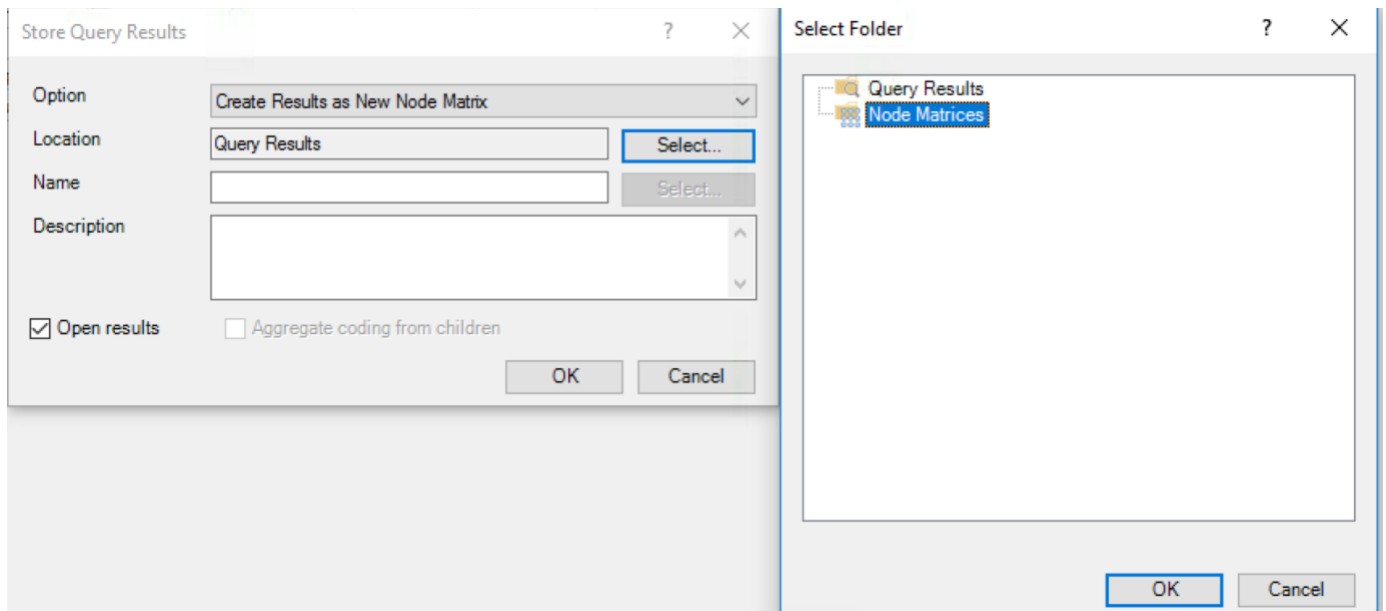 Store Query Results
?
Option
Create Results as New Node Matrix
Location
Query Results
Select...
Name
Select...
Description
Open results
Aggregate coding from children
OK
Cancel
Select Folder
?
Query Results
Node Matrices
OK
Cancel